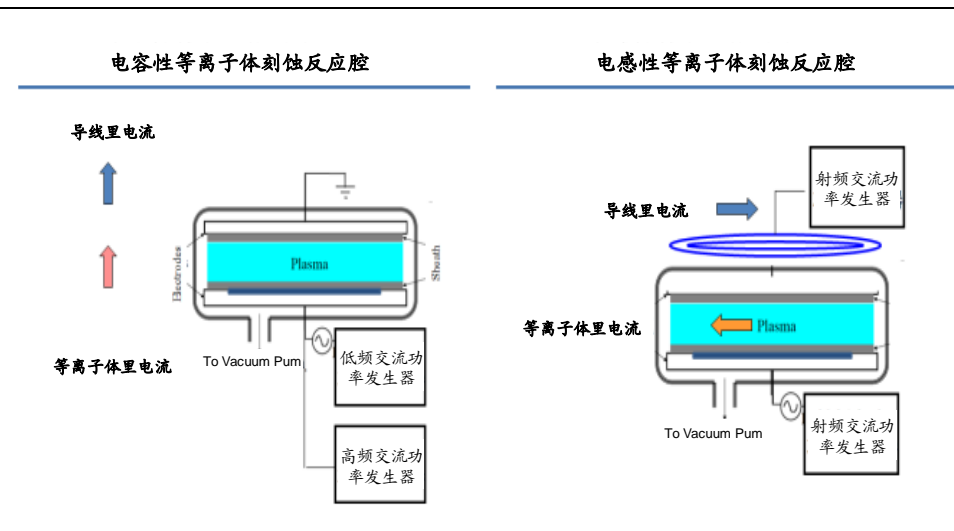 电容性等离子体刻蚀反应腔
导线里电流
Electrodes
Plasma
Sheath
等离子体里电流
To Vacuum Pum
低频交流功
率发生器
高频交流功
率发生器
电感性等离子体刻蚀反应腔
射频交流功
率发生器
导线里电流
等离子体里电流
Plasma
To Vacuum Pum
射频交流功
率发生器